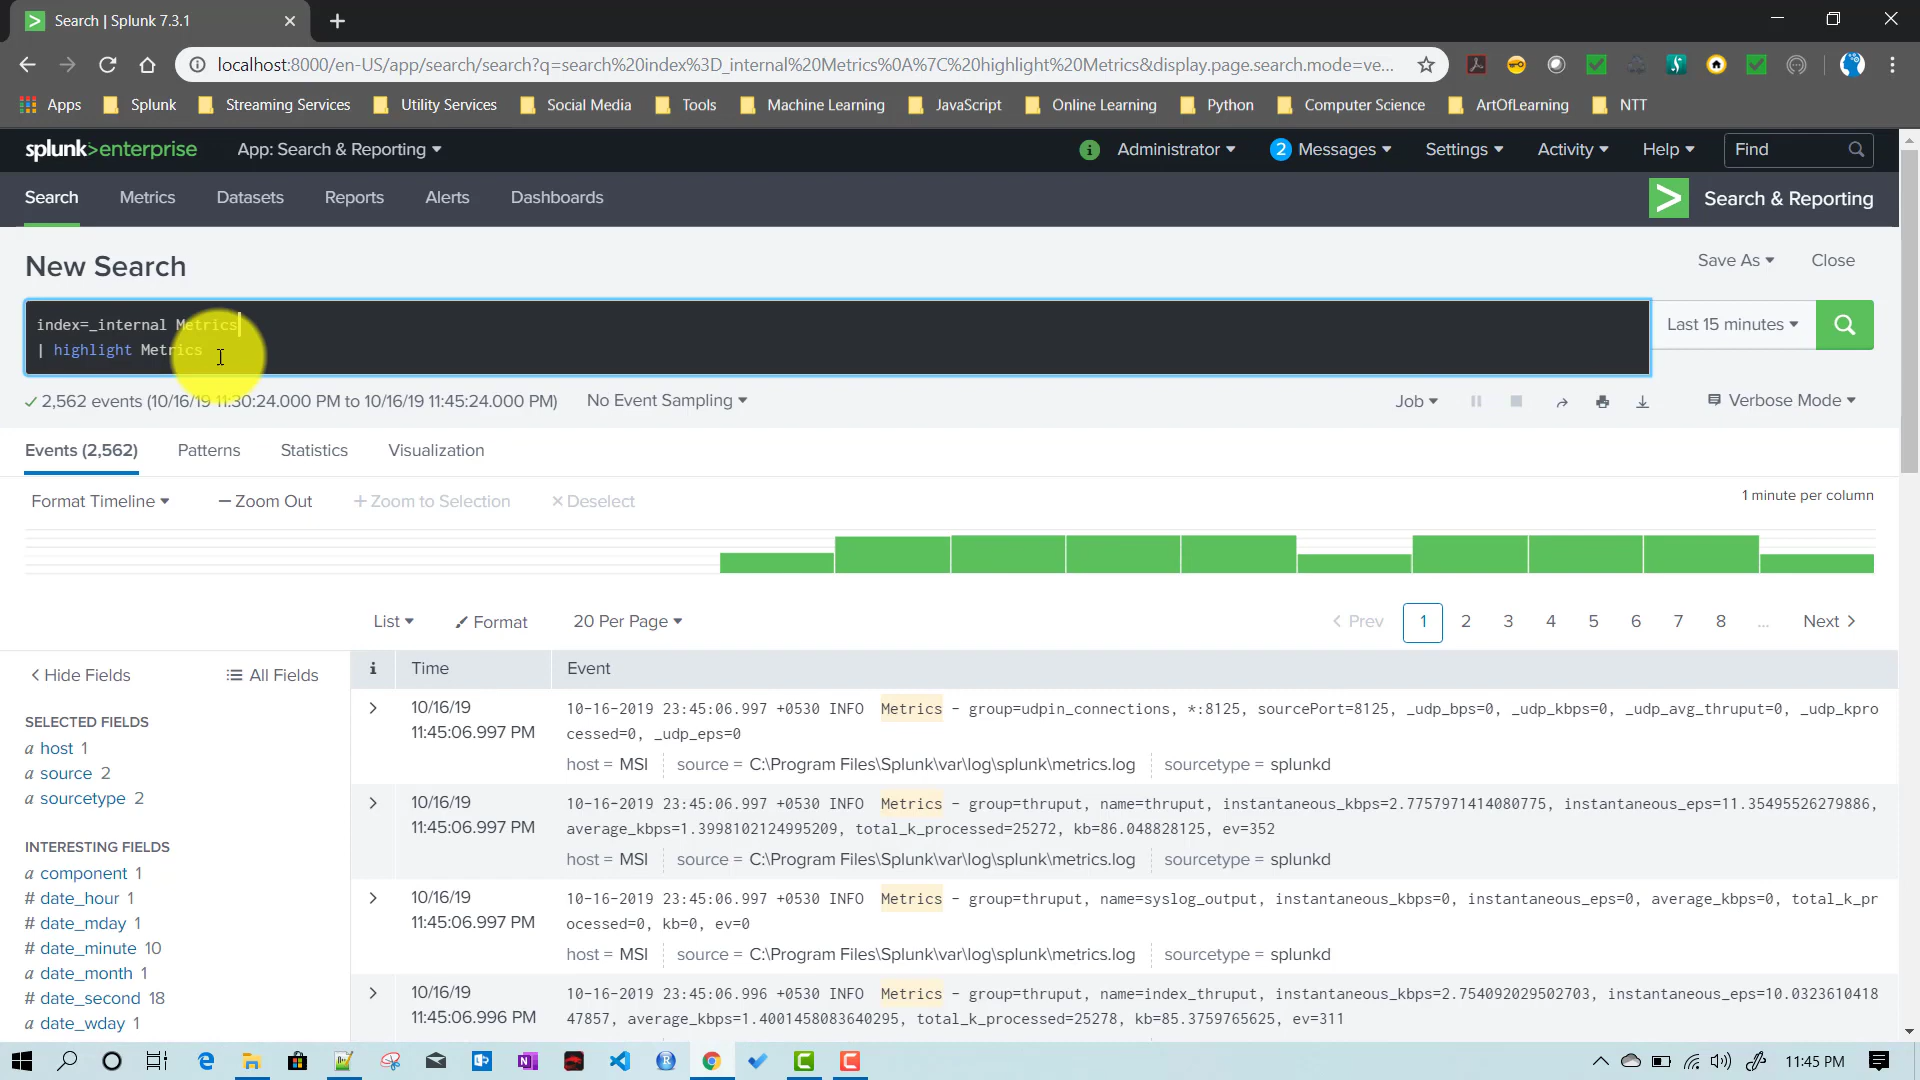 Search | Splunk 7.3.1
localhost:8000/en-US/app/search/search?q=search%20index%3D_internal%20Metrics%0A%7C%20highlight%20Metrics&display.page.search.mode=ve...
Apps Splunk Streaming Services Utility Services Social Media Tools Machine Learning JavaScript Online Learning Python Computer Science ArtOfLearning NTT
splunk>enterprise App: Search & Reporting Administrator 2 Messages Settings Activity Help Find
Search Metrics Datasets Reports Alerts Dashboards Search & Reporting
New Search Save As Close
index=_internal Metrics
| highlight Metrics
Last 15 minutes
2,562 events (10/16/19 11:30:24.000 PM to 10/16/19 11:45:24.000 PM) No Event Sampling Job Verbose Mode
Events (2,562) Patterns Statistics Visualization
Format Timeline — Zoom Out + Zoom to Selection × Deselect 1 minute per column
List Format 20 Per Page < Prev 1 2 3 4 5 6 7 8 ... Next >
< Hide Fields All Fields
SELECTED FIELDS
a host 1
a source 2
a sourcetype 2
INTERESTING FIELDS
a component 1
# date_hour 1
# date_mday 1
# date_minute 10
a date_month 1
# date_second 18
a date_wday 1
i Time Event
10/16/19 11:45:06.997 PM
10-16-2019 23:45:06.997 +0530 INFO Metrics - group=udpin_connections, *:8125, sourcePort=8125, _udp_bps=0, _udp_kbps=0, _udp_avg_thruput=0, _udp_kpro
cessed=0, _udp_eps=0
host = MSI source = C:\Program Files\Splunk\var\log\splunk\metrics.log sourcetype = splunkd
10/16/19 11:45:06.997 PM
10-16-2019 23:45:06.997 +0530 INFO Metrics - group=thruput, name=thruput, instantaneous_kbps=2.7757971414080775, instantaneous_eps=11.35495526279886,
average_kbps=1.3998102124995209, total_k_processed=25272, kb=86.048828125, ev=352
host = MSI source = C:\Program Files\Splunk\var\log\splunk\metrics.log sourcetype = splunkd
10/16/19 11:45:06.997 PM
10-16-2019 23:45:06.997 +0530 INFO Metrics - group=thruput, name=syslog_output, instantaneous_kbps=0, instantaneous_eps=0, average_kbps=0, total_k_pr
ocessed=0, kb=0, ev=0
host = MSI source = C:\Program Files\Splunk\var\log\splunk\metrics.log sourcetype = splunkd
10/16/19 11:45:06.996 PM
10-16-2019 23:45:06.996 +0530 INFO Metrics - group=thruput, name=index_thruput, instantaneous_kbps=2.754092029502703, instantaneous_eps=10.0323610418
47857, average_kbps=1.4001458083640295, total_k_processed=25278, kb=85.3759765625, ev=311
11:45 PM